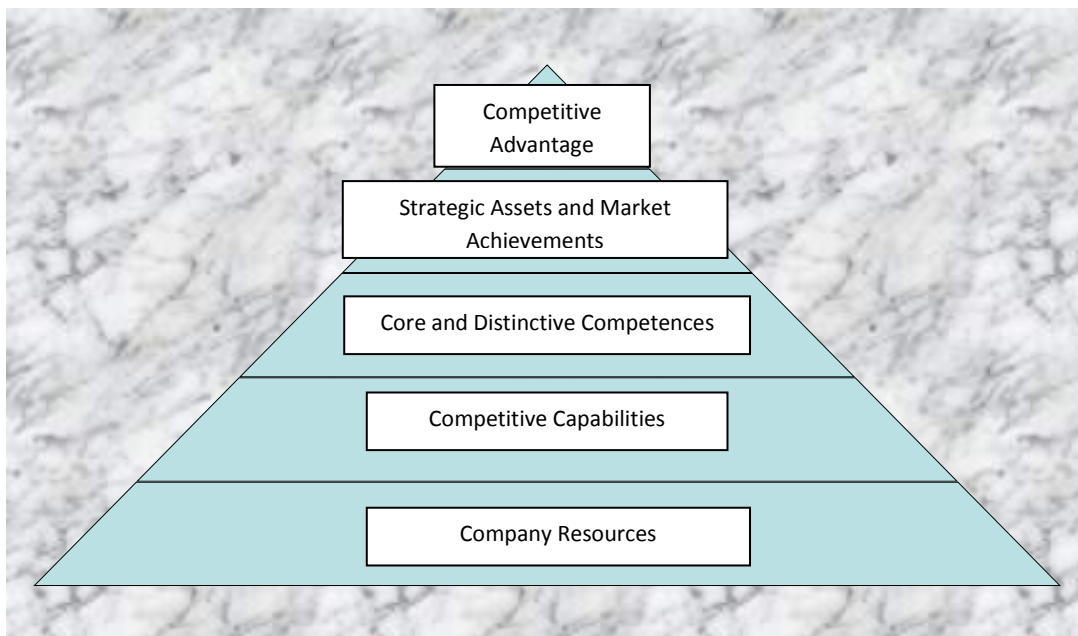 Competitive
Advantage
Strategic Assets and Market
Achievements
Core and Distinctive Competences
Competitive Capabilities
Company Resources